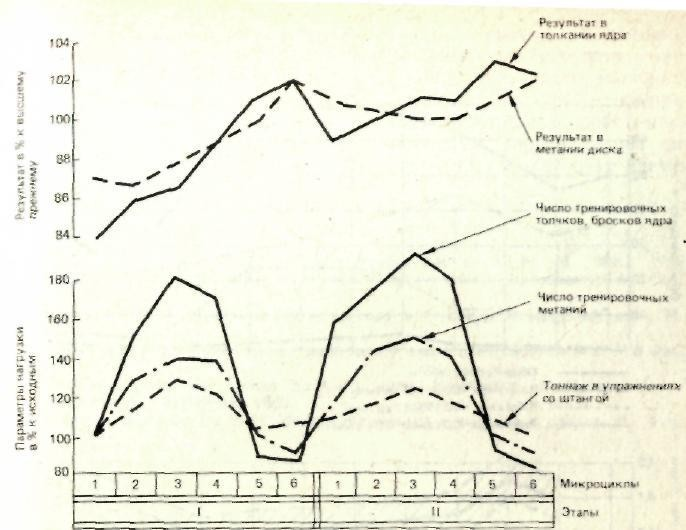 Результат в
толкании ядра
104
102
100
88
86
84
Результат в % к высшему
прежнему
Результат в
метании диска
Число тренировочных
толчков, бросков ядра
180
160
140
120
100
80
Параметры нагрузки
в % к исходным
Число тренировочных
метаний
Тоннаж в упражнениях
со штангой
1 2 3 4 5 6 1 2 3 4 5 6 Микроциклы
I II Этапы